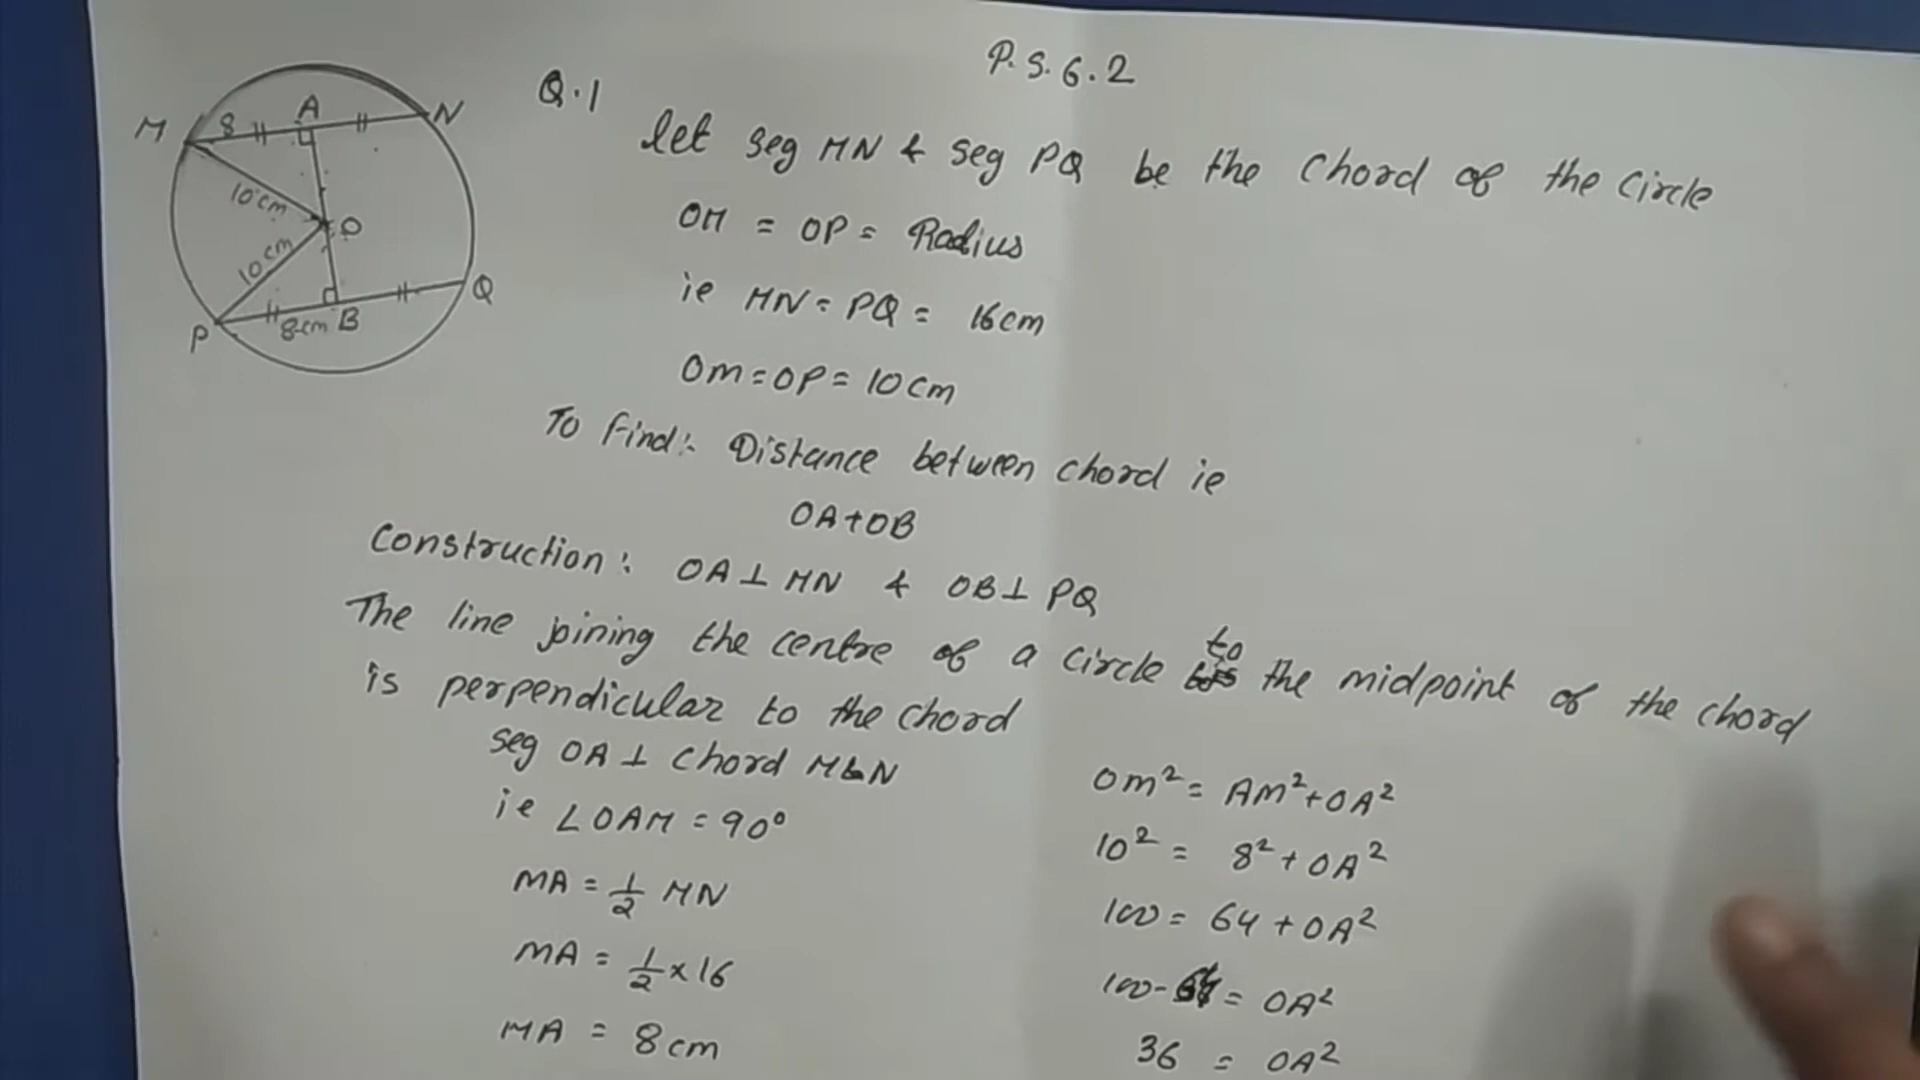 P.S. 6.2
Q.1
M
8
A
N
10cm
O
10cm
P
8cm B
Q
let seg MN & seg PQ be the chord of the circle
OM = OP = Radius
ie MN = PQ = 16cm
OM = OP = 10cm
To find:- Distance between chord ie
OA+OB
Construction: OA⊥MN & OB⊥PQ
The line joining the centre of a circle to the midpoint of the chord
is perpendicular to the chord
seg OA⊥ chord MN
ie ∠OAM = 90°
MA = 1/2 MN
MA = 1/2 × 16
MA = 8cm
OM² = AM² + OA²
10² = 8² + OA²
100 = 64 + OA²
100-64 = OA²
36 = OA²